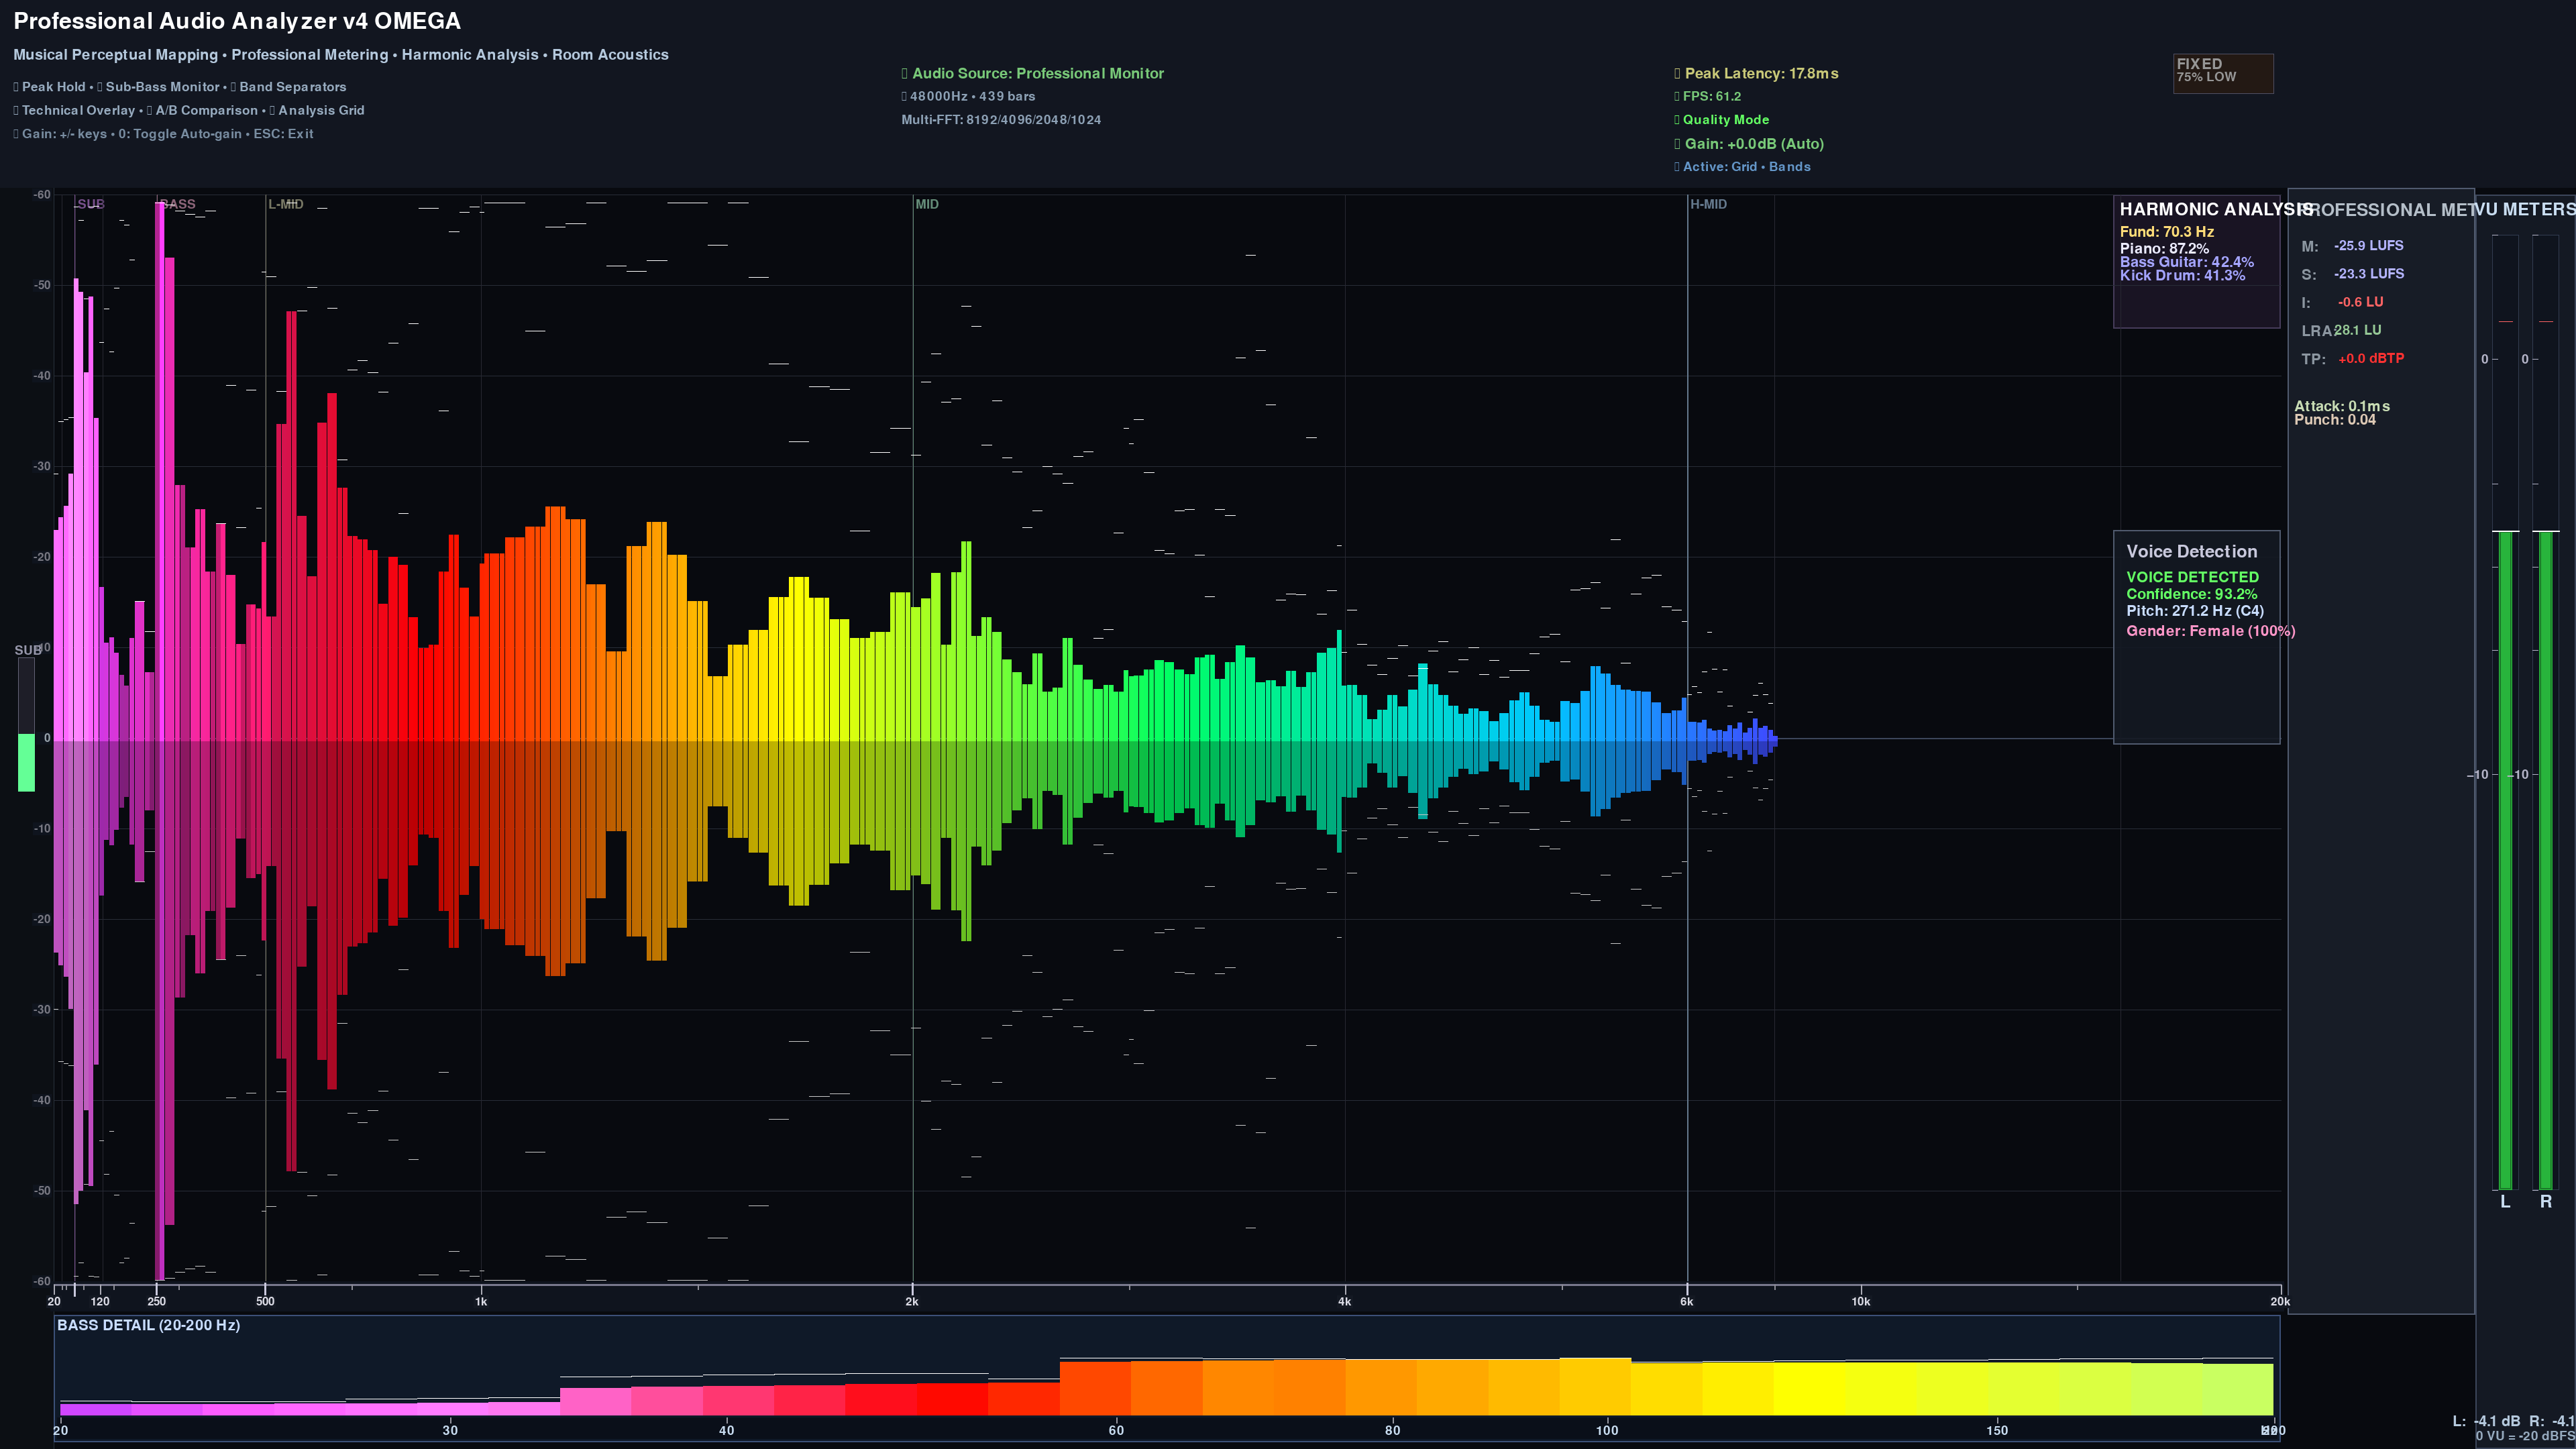 Professional Audio Analyzer v4 OMEGA
Musical Perceptual Mapping • Professional Metering • Harmonic Analysis • Room Acoustics
Peak Hold • Sub-Bass Monitor • Band Separators
Technical Overlay • A/B Comparison • Analysis Grid
Gain: +/- keys • 0: Toggle Auto-gain • ESC: Exit
Audio Source: Professional Monitor
48000Hz • 439 bars
Multi-FFT: 8192/4096/2048/1024
Peak Latency: 17.8ms
FPS: 61.2
Quality Mode
Gain: +0.0dB (Auto)
Active: Grid • Bands
FIXED
75% LOW
SUB
BASS
L-MID
MID
H-MID
-60
-50
-40
-30
-20
0
-10
-20
-30
-40
-50
-60
SUB
20
120
250
500
1k
2k
4k
6k
10k
20k
HARMONIC ANALYSIS
Fund: 70.3 Hz
Piano: 87.2%
Bass Guitar: 42.4%
Kick Drum: 41.3%
Voice Detection
VOICE DETECTED
Confidence: 93.2%
Pitch: 271.2 Hz (C4)
Gender: Female (100%)
PROFESSIONAL MET
M: -25.9 LUFS
S: -23.3 LUFS
I: -0.6 LU
LRA: 28.1 LU
TP: +0.0 dBTP
Attack: 0.1ms
Punch: 0.04
VU METERS
0 0
-10 -10
L R
L: -4.1 dB R: -4.1
0 VU = -20 dBFS
BASS DETAIL (20-200 Hz)
20
30
40
60
80
100
150